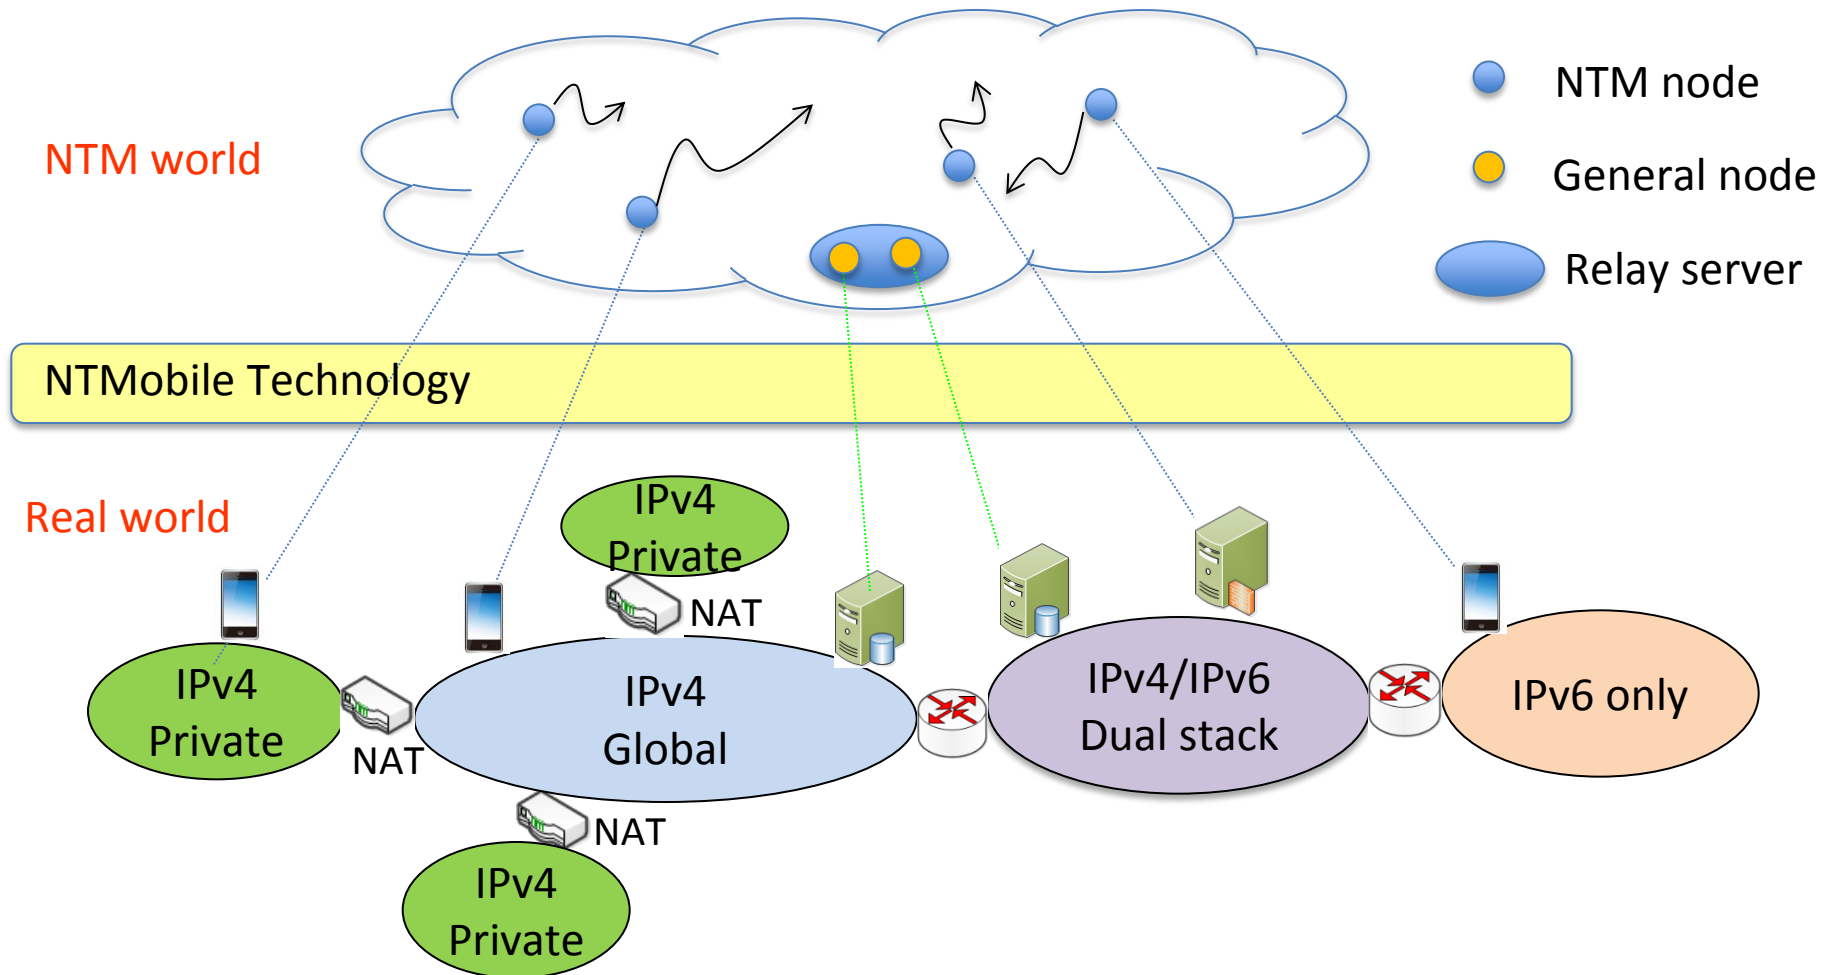 NTM node
NTM world
General node
Relay server
NTMobile Technology
Real world
IPv4
Private
NAT
IPv4
Private
NAT
IPv4
Global
IPv4/IPv6
Dual stack
IPv6 only
NAT
IPv4
Private